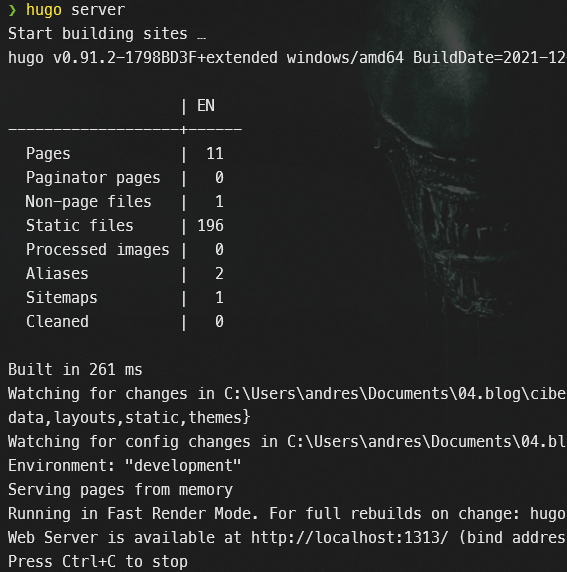 ❯ hugo server
Start building sites …
hugo v0.91.2-1798BD3F+extended windows/amd64 BuildDate=2021-12
| EN
-------------------+------
Pages | 11
Paginator pages | 0
Non-page files | 1
Static files | 196
Processed images | 0
Aliases | 2
Sitemaps | 1
Cleaned | 0
Built in 261 ms
Watching for changes in C:\Users\andres\Documents\04.blog\cibe
data,layouts,static,themes}
Watching for config changes in C:\Users\andres\Documents\04.bl
Environment: "development"
Serving pages from memory
Running in Fast Render Mode. For full rebuilds on change: hugo
Web Server is available at http://localhost:1313/ (bind addres
Press Ctrl+C to stop